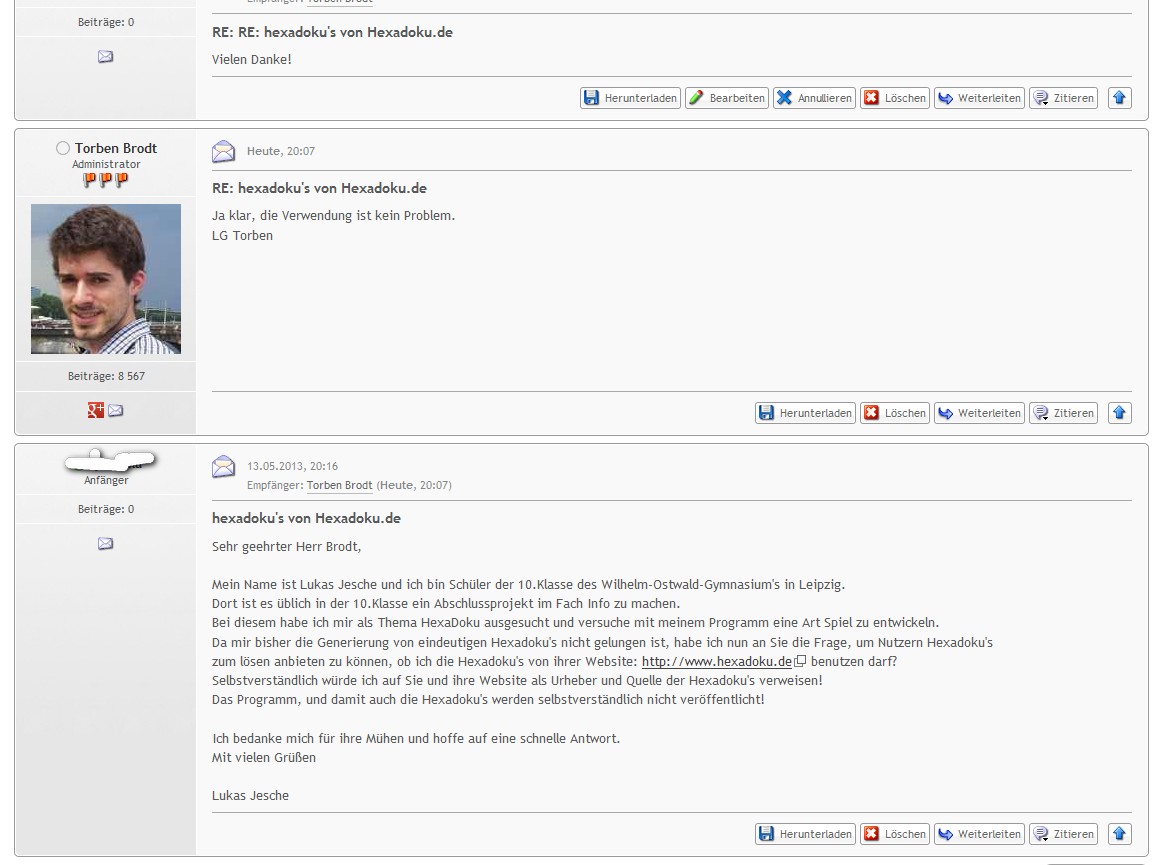 Empfänger: Torben Brodt
Beiträge: 0
RE: RE: hexadoku's von Hexadoku.de
Vielen Danke!
Herunterladen Bearbeiten Annullieren Löschen Weiterleiten Zitieren
Torben Brodt
Administrator
Heute, 20:07
RE: hexadoku's von Hexadoku.de
Ja klar, die Verwendung ist kein Problem.
LG Torben
Beiträge: 8 567
g+
Herunterladen Löschen Weiterleiten Zitieren
Anfänger
Beiträge: 0
13.05.2013, 20:16
Empfänger: Torben Brodt (Heute, 20:07)
hexadoku's von Hexadoku.de
Sehr geehrter Herr Brodt,
Mein Name ist Lukas Jesche und ich bin Schüler der 10.Klasse des Wilhelm-Ostwald-Gymnasium's in Leipzig.
Dort ist es üblich in der 10.Klasse ein Abschlussprojekt im Fach Info zu machen.
Bei diesem habe ich mir als Thema HexaDoku ausgesucht und versuche mit meinem Programm eine Art Spiel zu entwickeln.
Da mir bisher die Generierung von eindeutigen Hexadoku's nicht gelungen ist, habe ich nun an Sie die Frage, um Nutzern Hexadoku's
zum lösen anbieten zu können, ob ich die Hexadoku's von ihrer Website: http://www.hexadoku.de benutzen darf?
Selbstverständlich würde ich auf Sie und ihre Website als Urheber und Quelle der Hexadoku's verweisen!
Das Programm, und damit auch die Hexadoku's werden selbstverständlich nicht veröffentlicht!
Ich bedanke mich für ihre Mühen und hoffe auf eine schnelle Antwort.
Mit vielen Grüßen
Lukas Jesche
Herunterladen Löschen Weiterleiten Zitieren